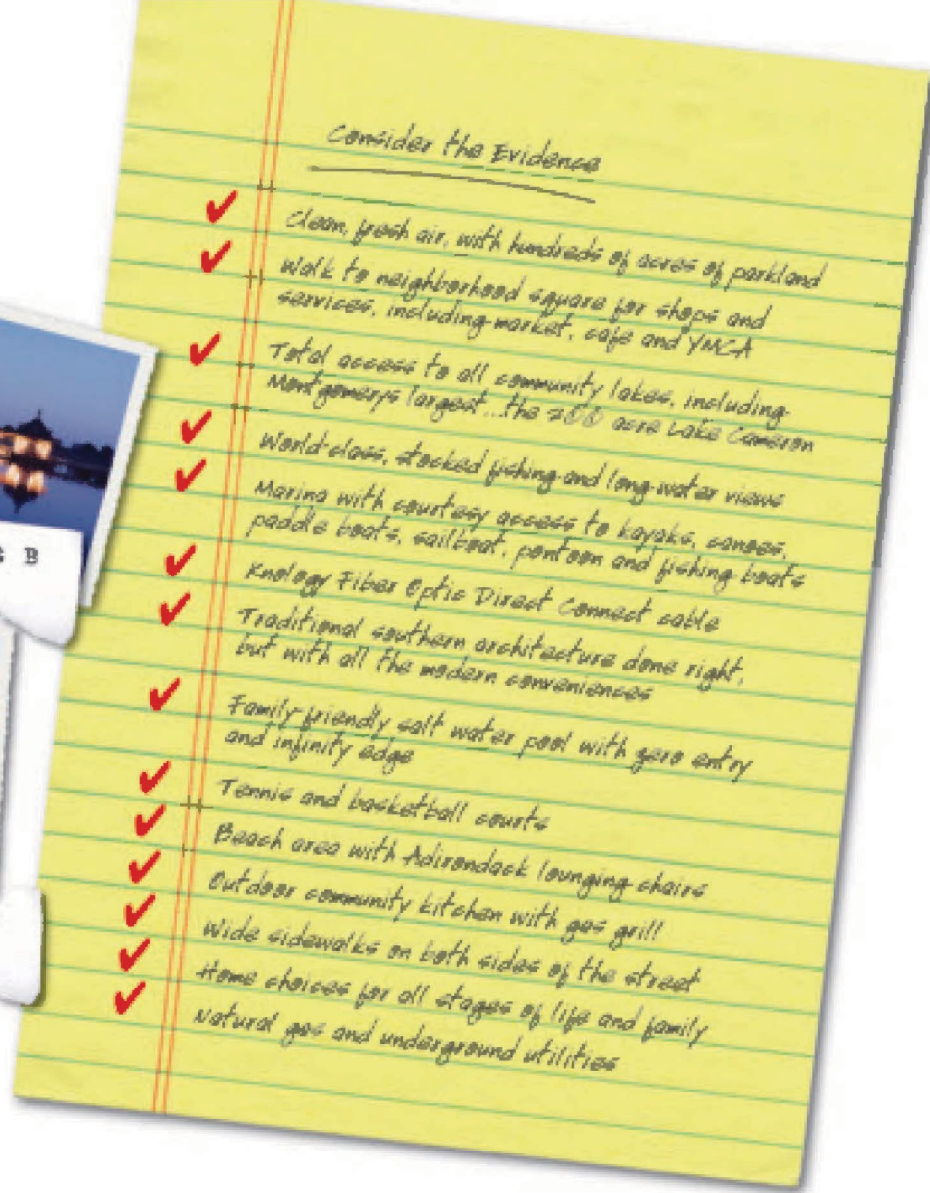 Consider the Evidence
Clean, fresh air, with hundreds of acres of parkland
Walk to neighborhood square for shops and
services, including market, cafe and YMCA
Total access to all community lakes, including
Montgomerys largest...the 200 acre Lake Cameron
World-class, stocked fishing and long-water views
Marina with courtesy access to kayaks, canoes,
paddle boats, sailboat, pontoon and fishing boats
Knology Fiber Optic Direct Connect cable
Traditional southern architecture done right,
but with all the modern conveniences
Family-friendly salt water pool with zero entry
and infinity edge
Tennis and basketball courts
Beach area with Adirondack lounging chairs
Outdoor community kitchen with gas grill
Wide sidewalks on both sides of the street
Home choices for all stages of life and family
Natural gas and underground utilities
B